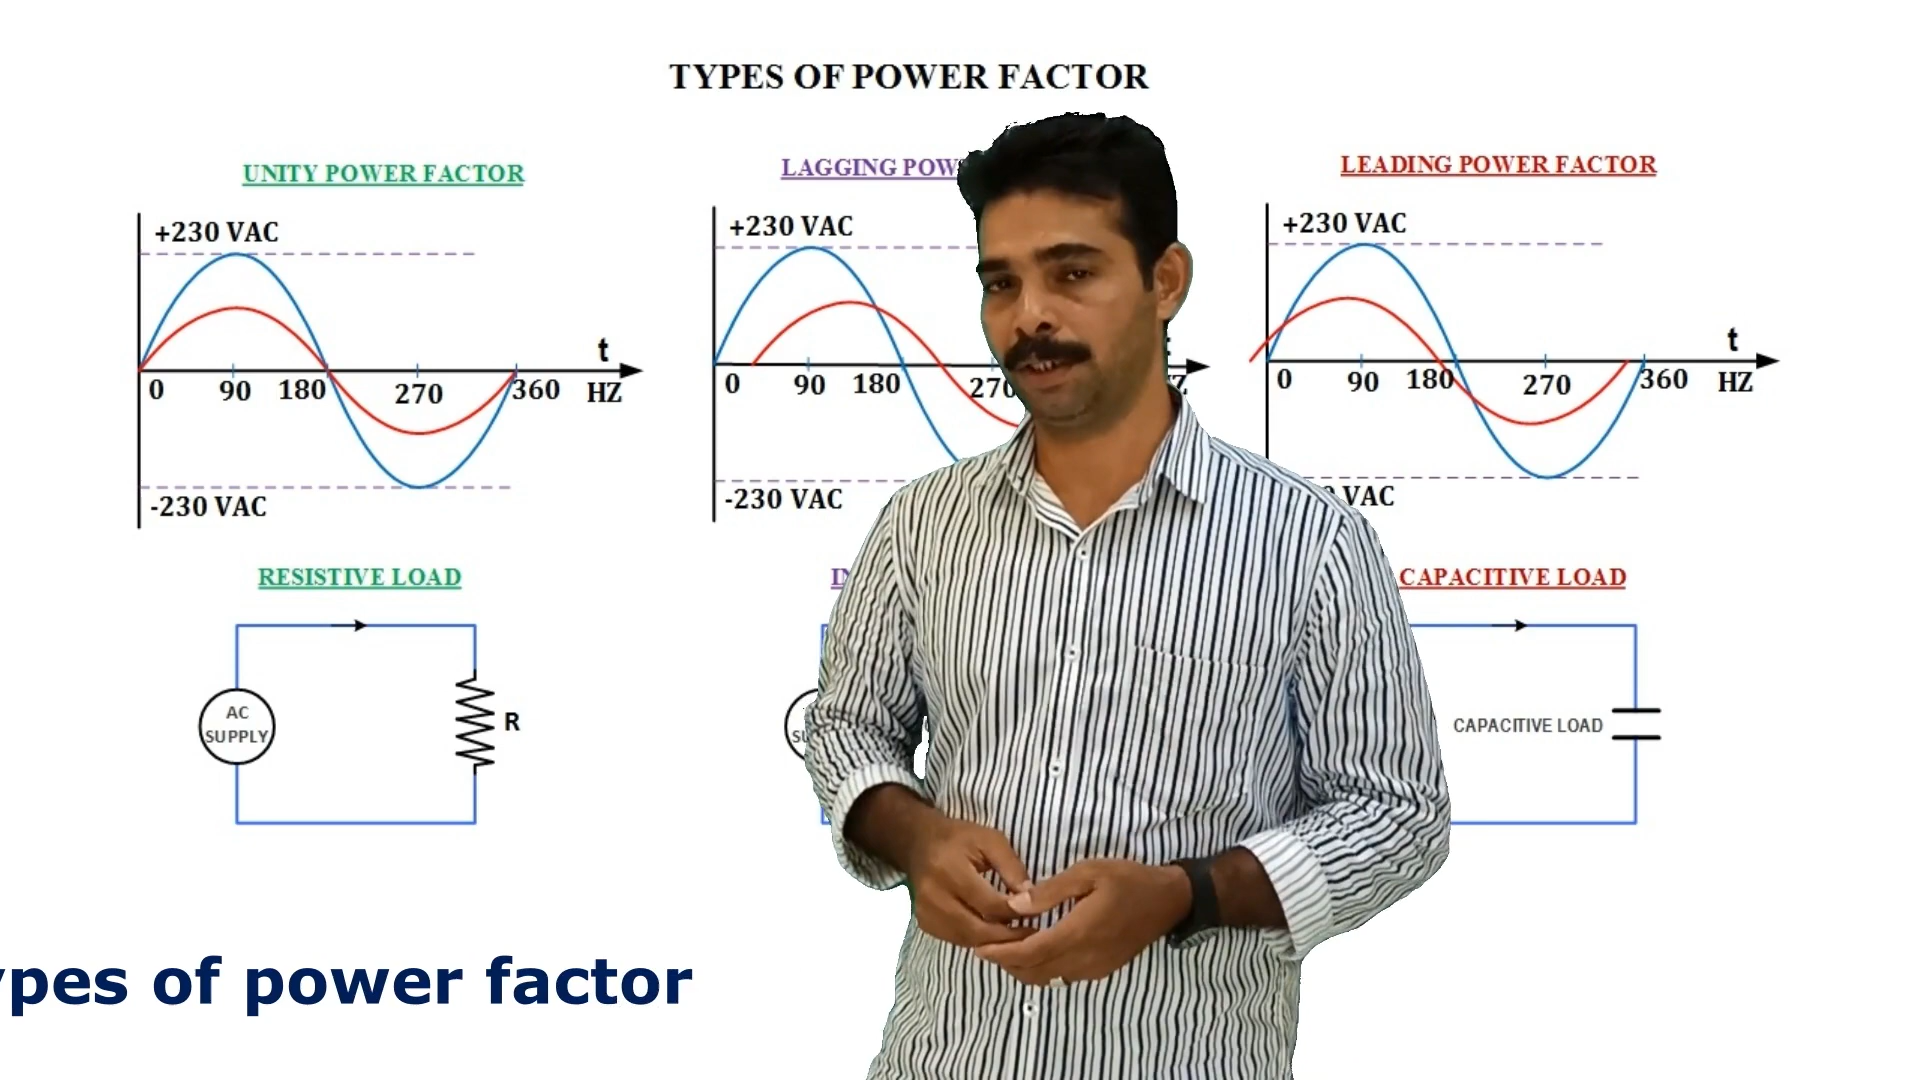 TYPES OF POWER FACTOR
UNITY POWER FACTOR
+230 VAC
t
0 90 180 270 360 HZ
-230 VAC
RESISTIVE LOAD
AC
SUPPLY
R
LAGGING
+230 VAC
0 90 180 270
-230 VAC
LEADING POWER FACTOR
+230 VAC
t
0 90 180 270 360 HZ
VAC
CAPACITIVE LOAD
CAPACITIVE LOAD
ypes of power factor